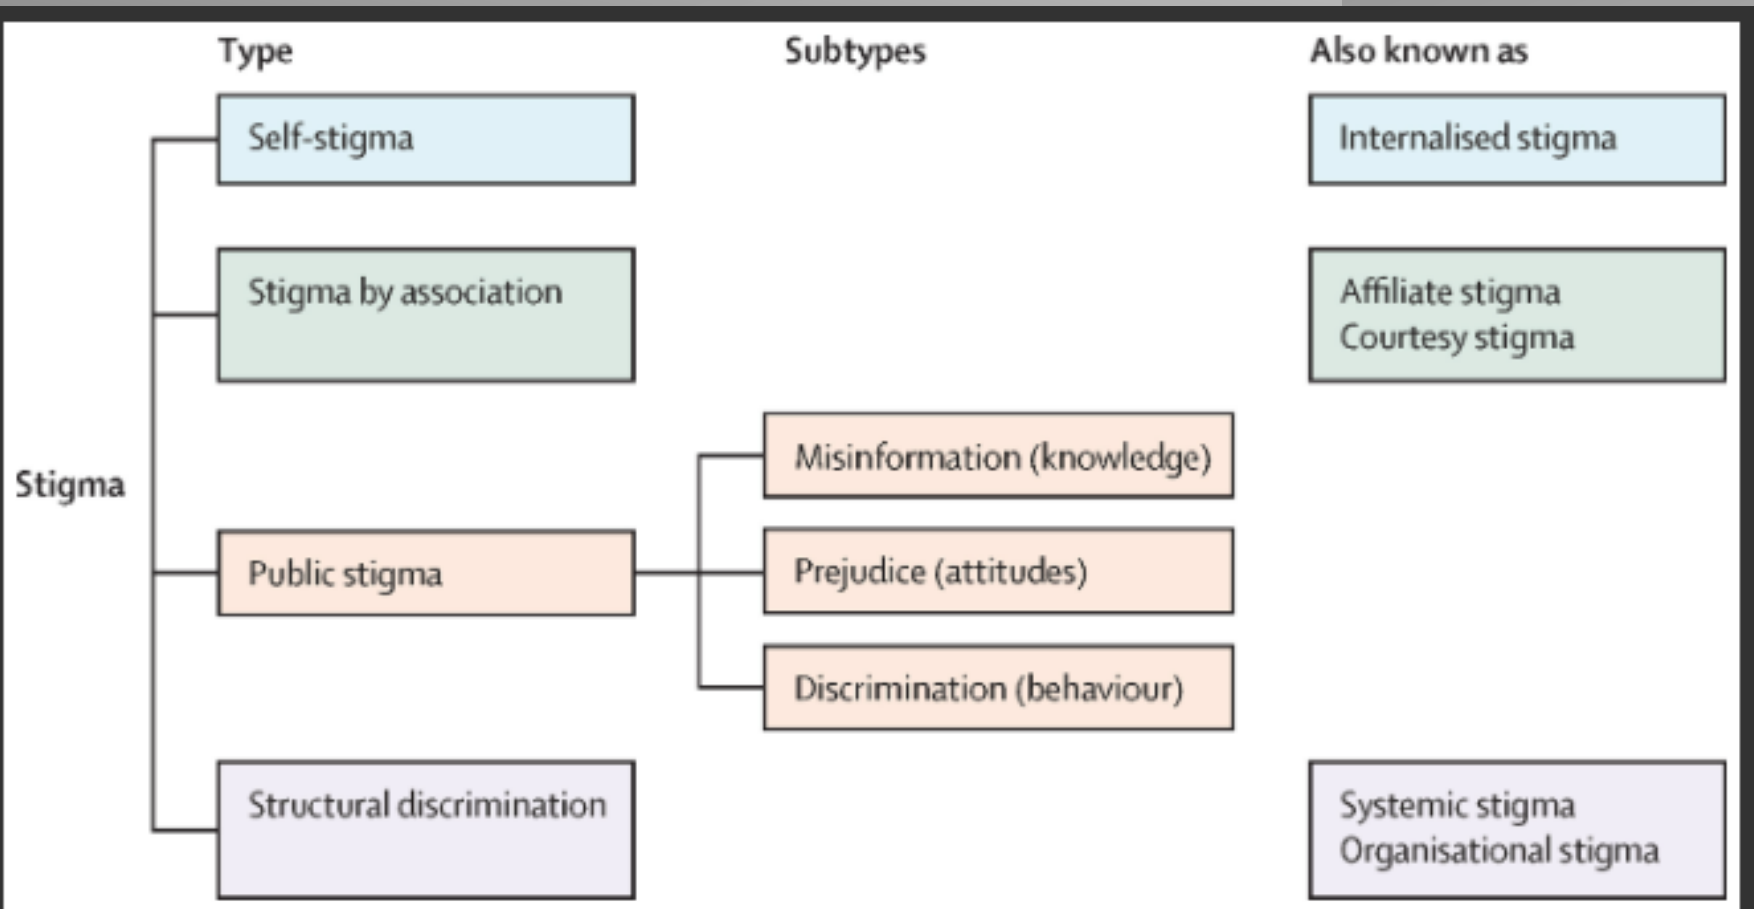 Type
Subtypes
Also known as
Self-stigma
Internalised stigma
Stigma by association
Affiliate stigma
Courtesy stigma
Stigma
Public stigma
Misinformation (knowledge)
Prejudice (attitudes)
Discrimination (behaviour)
Structural discrimination
Systemic stigma
Organisational stigma